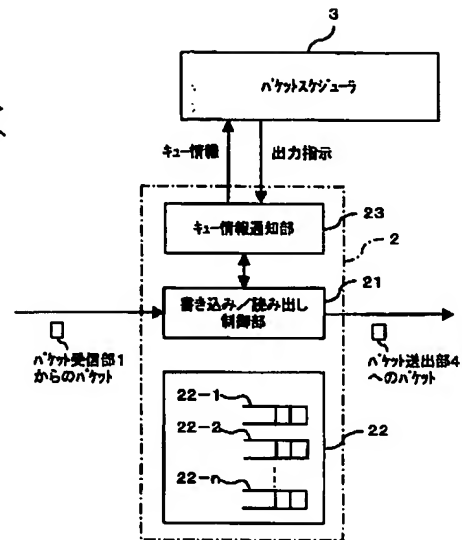 3
パケットスケジューラ
キュー情報
出力指示
キュー情報通知部
23
2
書き込み／読み出し
制御部
21
パケット受信部1
からのパケット
パケット送出部4
へのパケット
22-1
22-2
22-n
22